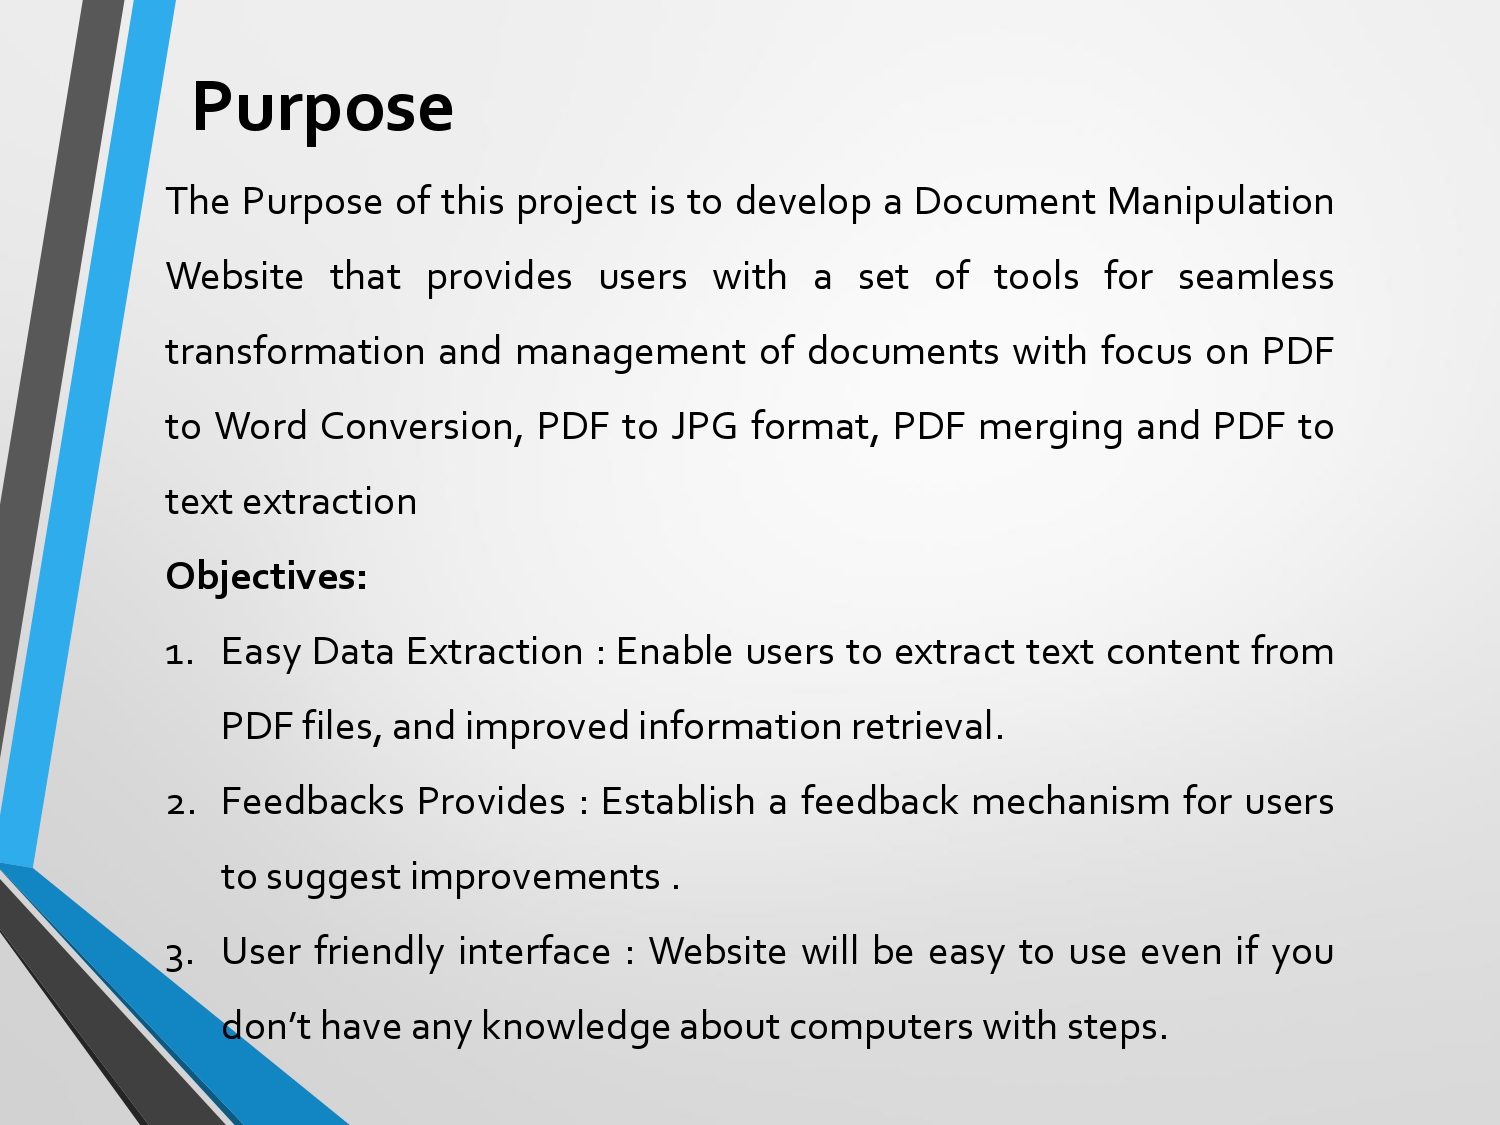 Purpose
The Purpose of this project is to develop a Document Manipulation
Website that provides users with a set of tools for seamless
transformation and management of documents with focus on PDF
to Word Conversion, PDF to JPG format, PDF merging and PDF to
text extraction
Objectives:
1. Easy Data Extraction : Enable users to extract text content from
PDF files, and improved information retrieval.
2. Feedbacks Provides : Establish a feedback mechanism for users
to suggest improvements .
3. User friendly interface : Website will be easy to use even if you
don’t have any knowledge about computers with steps.